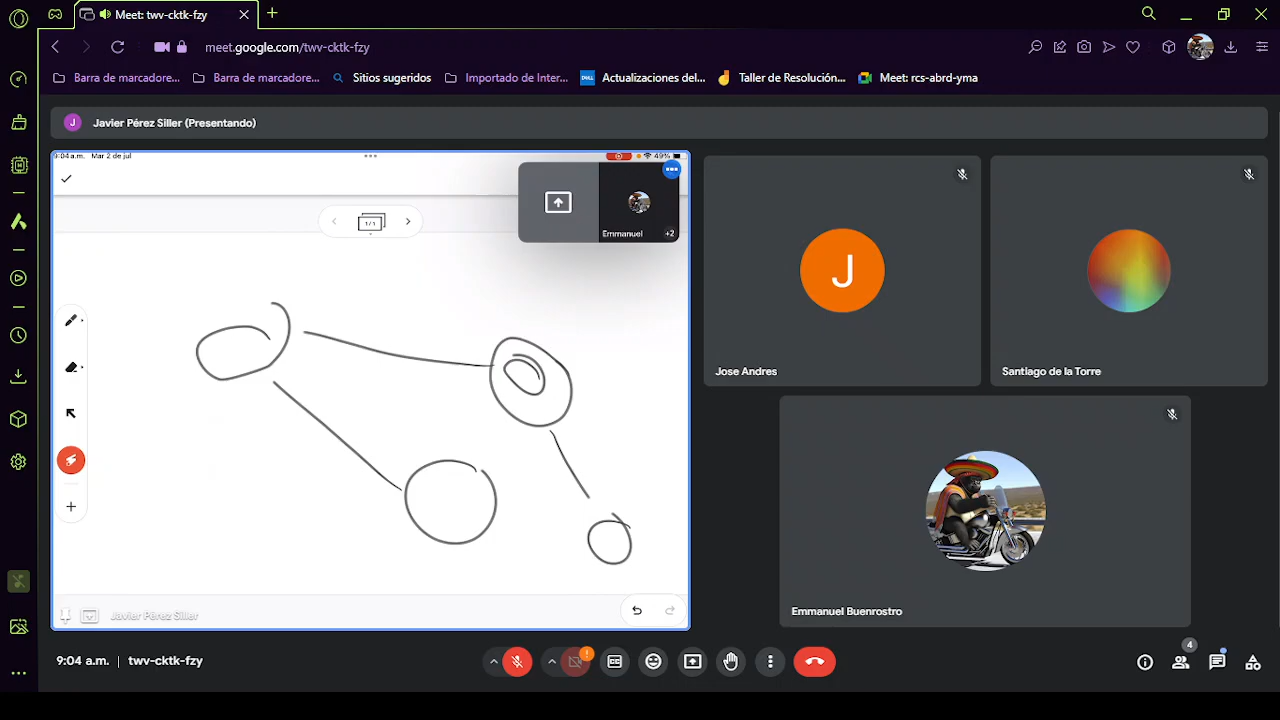 Meet: twv-cktk-fzy
meet.google.com/twv-cktk-fzy
Barra de marcadore...
Barra de marcadore...
Sitios sugeridos
Importado de Inter...
DELL
Actualizaciones del...
Taller de Resolución...
Meet: rcs-abrd-yma
J
Javier Pérez Siller (Presentando)
9:04 a.m. Mar 2 de jul
49%
1/1
Emmanuel
+2
J
Jose Andres
Santiago de la Torre
Emmanuel Buenrostro
Javier Pérez Siller
9:04 a.m.
twv-cktk-fzy
4